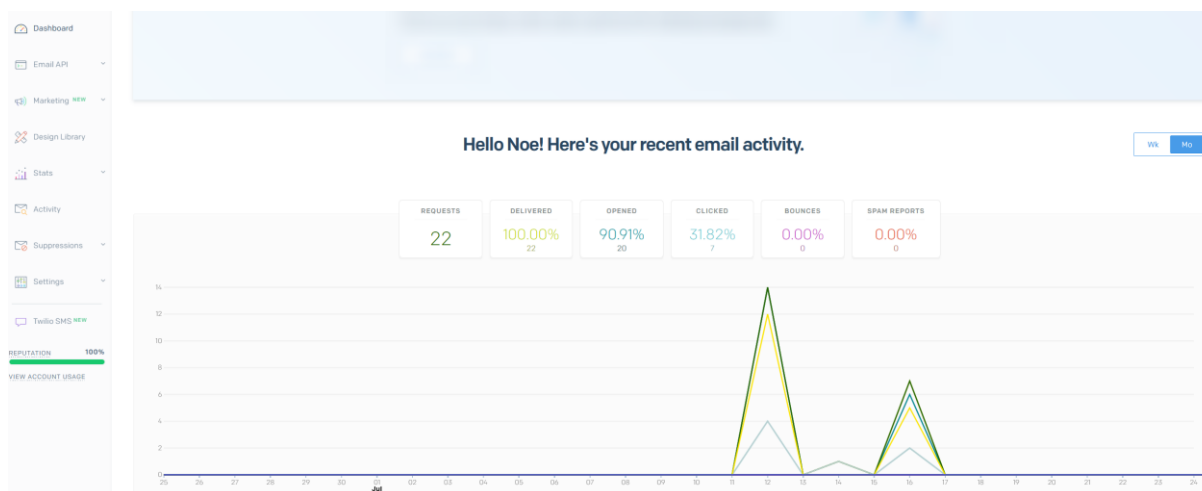 Dashboard
Email API
Marketing NEW
Design Library
Stats
Activity
Suppressions
Settings
Twilio SMS NEW
REPUTATION 100%
VIEW ACCOUNT USAGE
Hello Noe! Here's your recent email activity.
Wk Mo
REQUESTS DELIVERED OPENED CLICKED BOUNCES SPAM REPORTS
22 100.00% 90.91% 31.82% 0.00% 0.00%
22 20 7 0 0
14
12
10
8
6
4
2
0
25 26 27 28 29 30 01 02 03 04 05 06 07 08 09 10 11 12 13 14 15 16 17 18 19 20 21 22 23 24
Jul